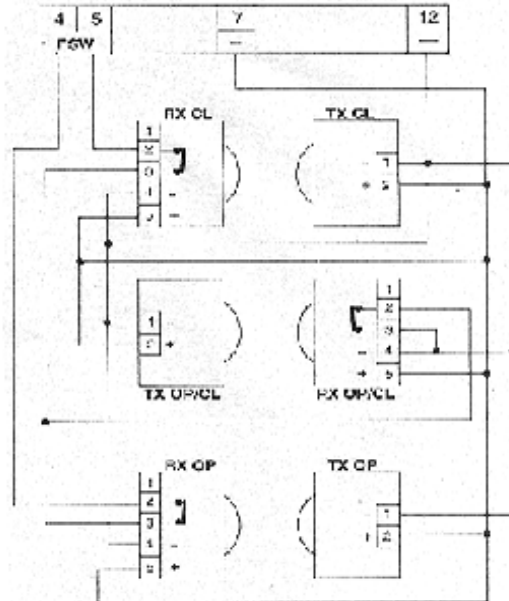 4 5 7 12
PSW — —
RX CL TX CL
1
2
3 1
4 - + 2
5 -
1
2
1 3
2 + - 4
+ 5
TX OP/CL RX OP/CL
RX OP TX OP
1
2
3 1
4 - + 2
5 +